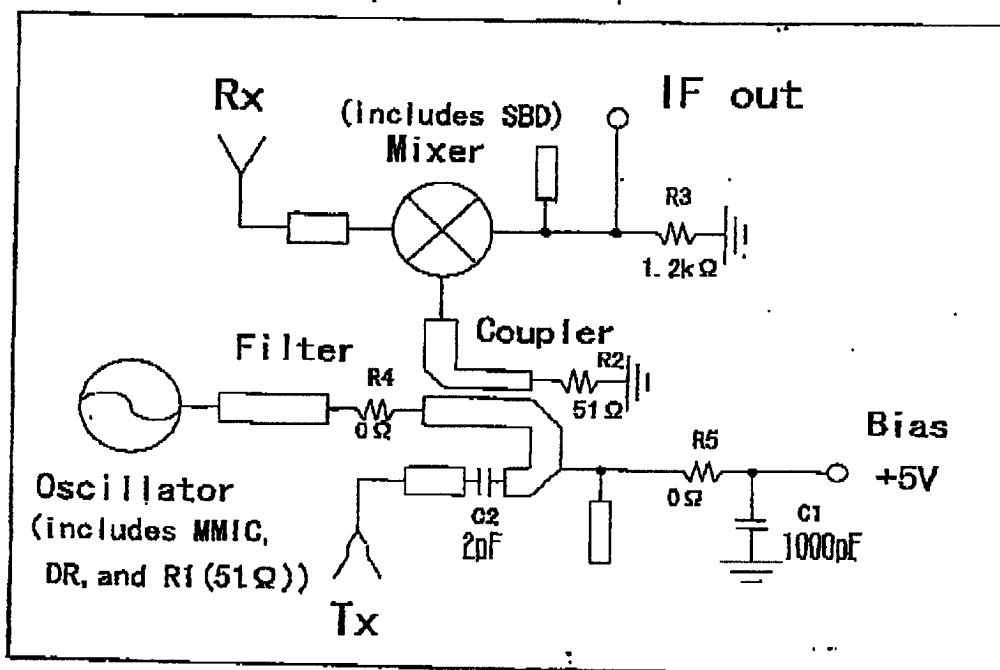 Rx
(includes SBD)
Mixer
IF out
R3
1.2kΩ
Coupler
R2
51Ω
Filter
R4
0Ω
Oscillator
(includes MMIC,
DR, and R1(51Ω))
C2
2pF
Tx
R5
0Ω
Bias
+5V
C1
1000pF